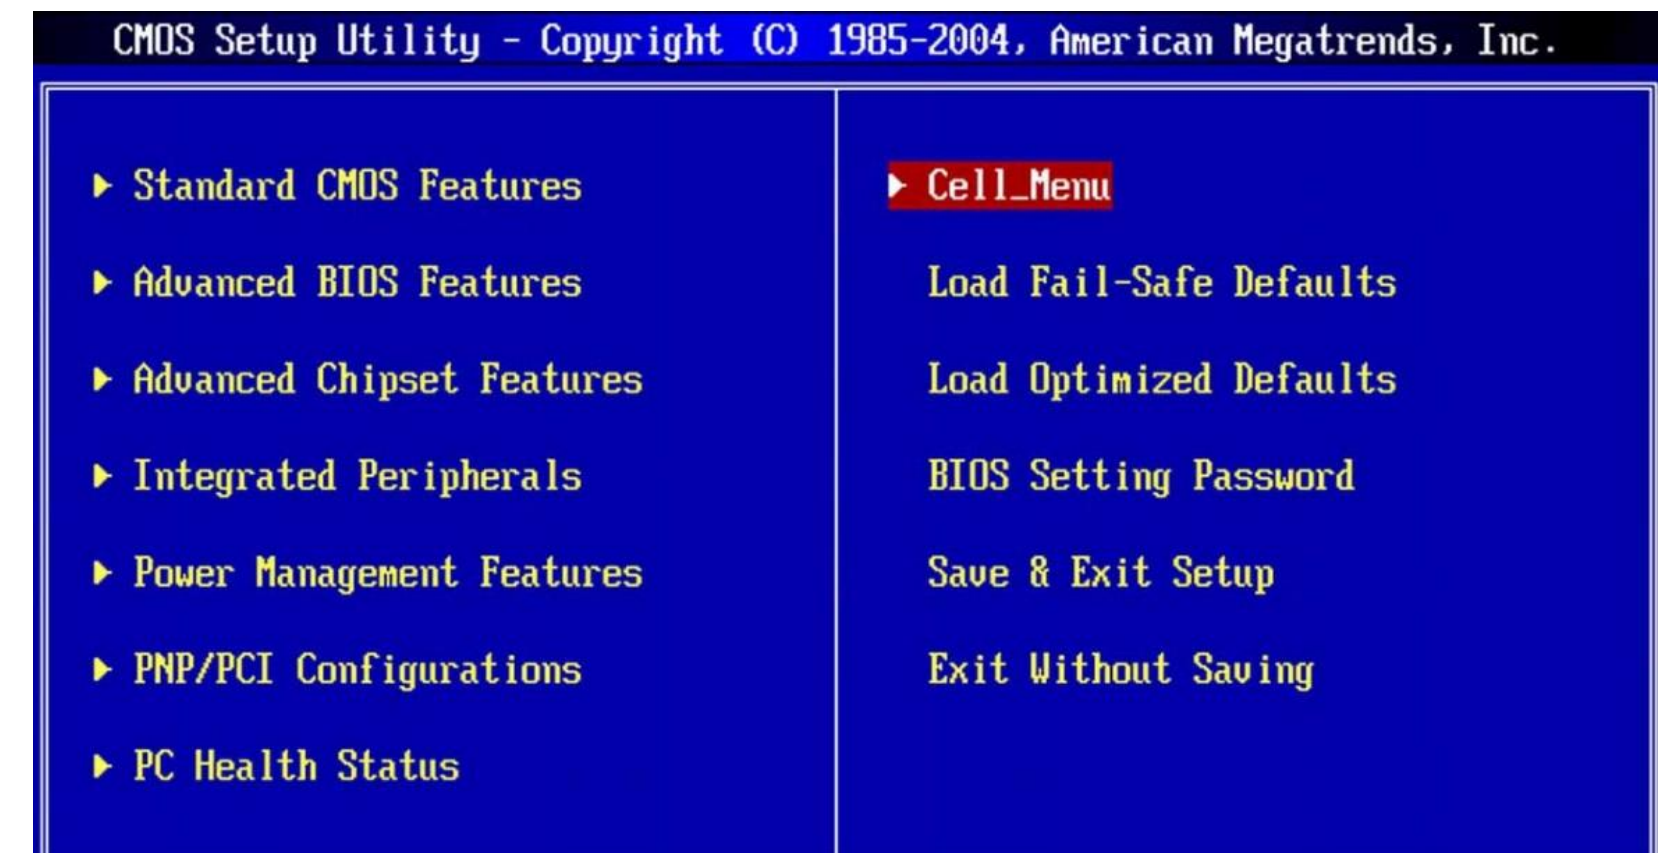 CMOS Setup Utility - Copyright (C) 1985-2004, American Megatrends, Inc.
Standard CMOS Features
Advanced BIOS Features
Advanced Chipset Features
Integrated Peripherals
Power Management Features
PNP/PCI Configurations
PC Health Status
Cell_Menu
Load Fail-Safe Defaults
Load Optimized Defaults
BIOS Setting Password
Save & Exit Setup
Exit Without Saving